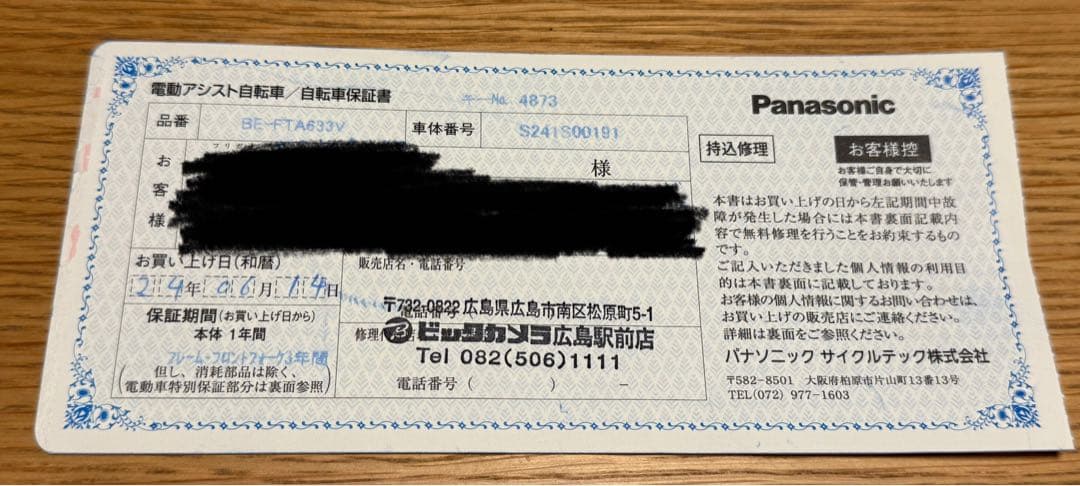 電動アシスト自転車／自転車保証書
キーNo. 4873
品番
BE-FTA633V
車体番号
S241S00191
お客様
様
お買い上げ日(和暦)
24年06月14日
保証期間(お買い上げ日から)
本体 1年間
フレーム・フロントフォーク3年間
(但し、消耗部品は除く、
電動車特別保証部分は裏面参照)
販売店名・電話番号
〒732-0822 広島県広島市南区松原町5-1
ビックカメラ広島駅前店
Tel 082(506)1111
電話番号 (　　　) －
Panasonic
持込修理
お客様控
お客様ご自身で大切に
保管・管理お願いいたします
本書はお買い上げの日から左記期間中故
障が発生した場合には本書裏面記載内
容で無料修理を行うことをお約束するもの
です。
ご記入いただきました個人情報の利用目
的は本書裏面に記載しております。
お客様の個人情報に関するお問い合わせは、
お買い上げの販売店にご連絡ください。
詳細は裏面をご参照ください。
パナソニック サイクルテック株式会社
〒582-8501 大阪府柏原市片山町13番13号
TEL(072) 977-1603